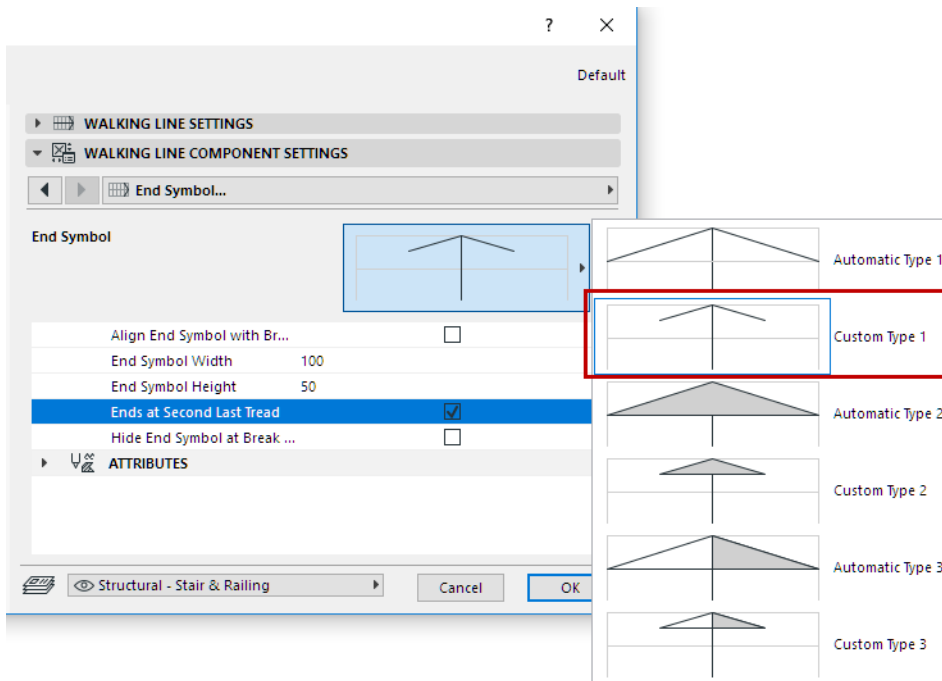 ?
Default
WALKING LINE SETTINGS
WALKING LINE COMPONENT SETTINGS
End Symbol...
End Symbol
Align End Symbol with Br...
End Symbol Width 100
End Symbol Height 50
Ends at Second Last Tread
Hide End Symbol at Break ...
ATTRIBUTES
Structural - Stair & Railing
Cancel
OK
Automatic Type 1
Custom Type 1
Automatic Type 2
Custom Type 2
Automatic Type 3
Custom Type 3